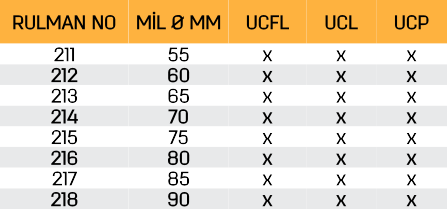 RULMAN NO MİL Ø MM UCFL UCL UCP
211 55 x x x
212 60 x x x
213 65 x x x
214 70 x x x
215 75 x x x
216 80 x x x
217 85 x x x
218 90 x x x